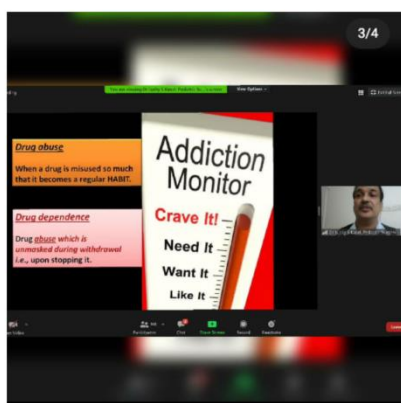 3/4
Drug abuse
When a drug is misused so much
that it becomes a regular HABIT.
Drug dependence
Drug abuse which is
unmasked during withdrawal
i.e., upon stopping it.
Addiction
Monitor
Crave It!
Need It
Want It
Like It
Participants
Chat
Share Screen
Record
Reactions